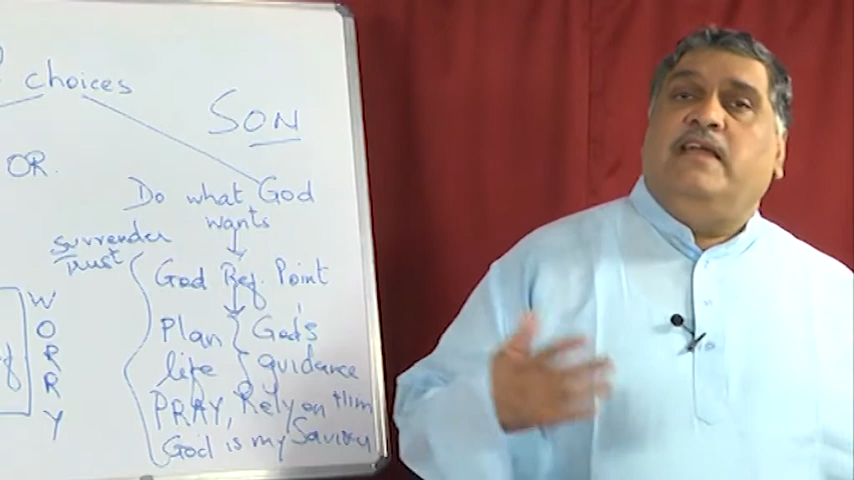 choices
SON
OR.
Do what God
wants
surrender
Trust
God Ref. Point
Plan God's
life guidance
PRAY, Rely on Him
God is my Saviour
WORRY